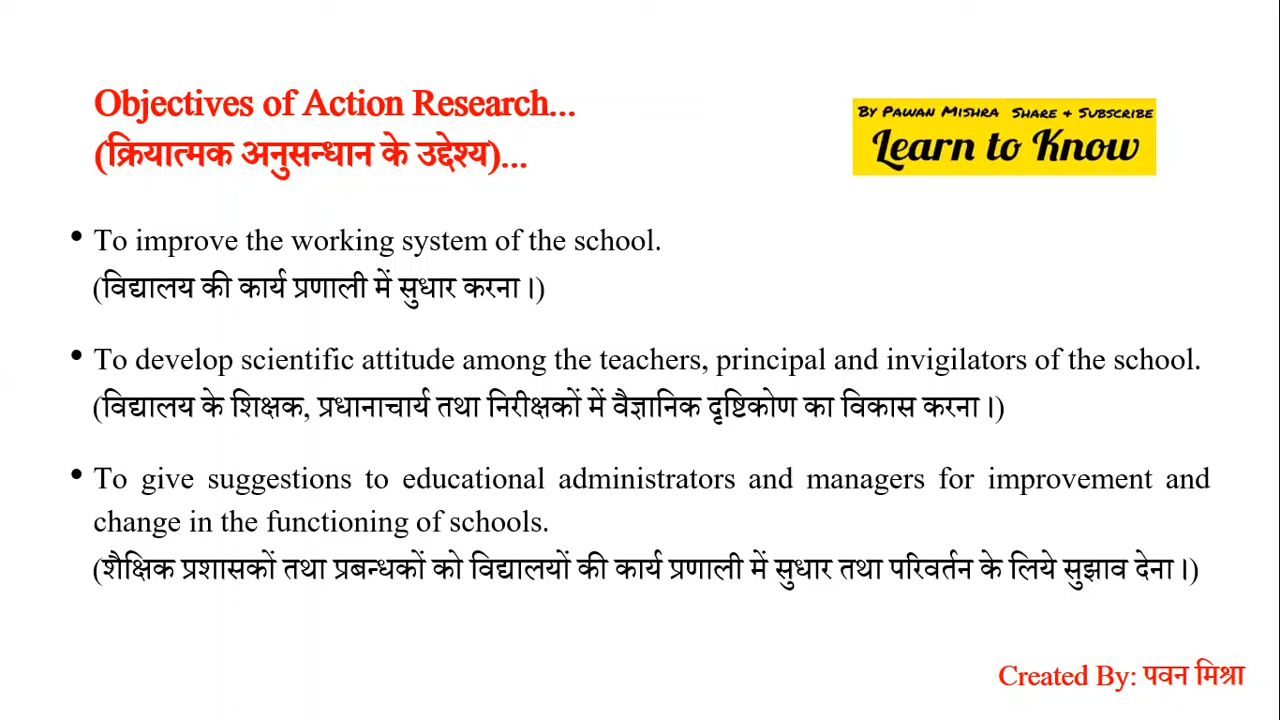 Objectives of Action Research...
(क्रियात्मक अनुसन्धान के उद्देश्य)...
By Pawan Mishra Share & Subscribe
Learn to Know
• To improve the working system of the school.
(विद्यालय की कार्य प्रणाली में सुधार करना।)
• To develop scientific attitude among the teachers, principal and invigilators of the school.
(विद्यालय के शिक्षक, प्रधानाचार्य तथा निरीक्षकों में वैज्ञानिक दृष्टिकोण का विकास करना।)
• To give suggestions to educational administrators and managers for improvement and
change in the functioning of schools.
(शैक्षिक प्रशासकों तथा प्रबन्धकों को विद्यालयों की कार्य प्रणाली में सुधार तथा परिवर्तन के लिये सुझाव देना।)
Created By: पवन मिश्रा